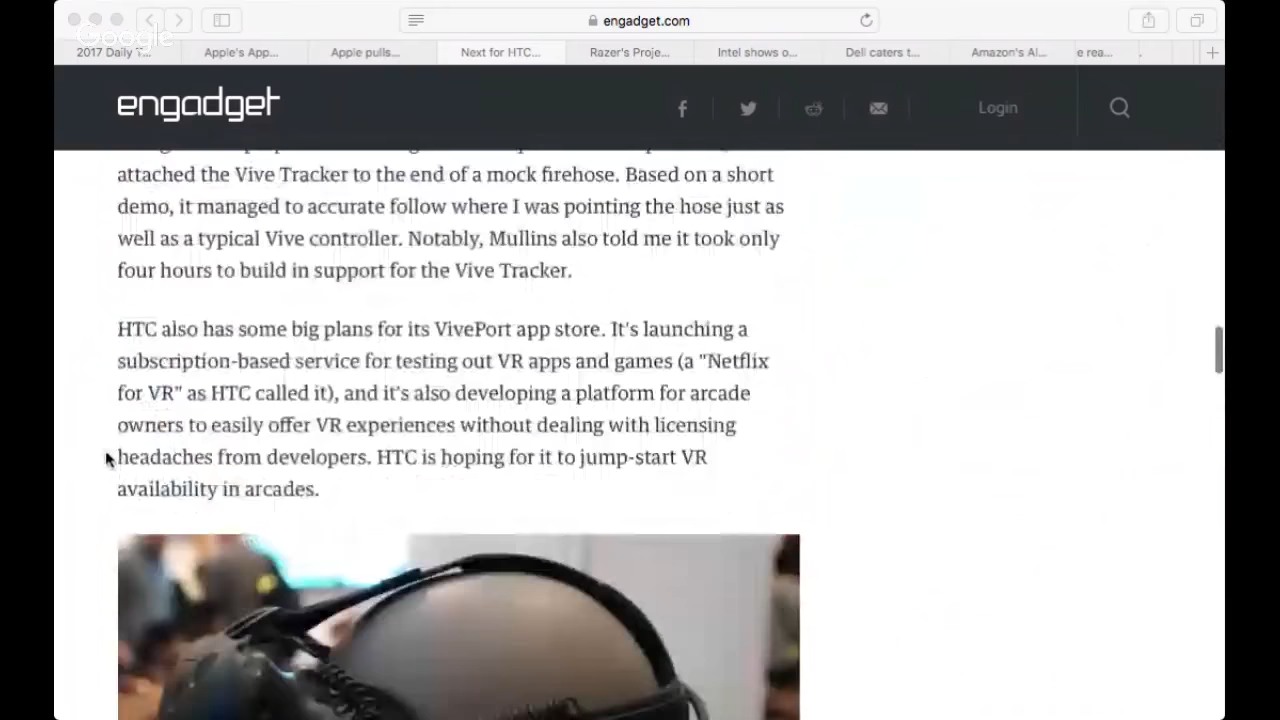 engadget.com
Google
2017 Daily T...
Apple's App...
Apple pulls...
Next for HTC...
Razer's Proje...
Intel shows o...
Dell caters t...
Amazon's Al...
e rea...
engadget
Login
attached the Vive Tracker to the end of a mock firehose. Based on a short
demo, it managed to accurate follow where I was pointing the hose just as
well as a typical Vive controller. Notably, Mullins also told me it took only
four hours to build in support for the Vive Tracker.
HTC also has some big plans for its VivePort app store. It's launching a
subscription-based service for testing out VR apps and games (a "Netflix
for VR" as HTC called it), and it's also developing a platform for arcade
owners to easily offer VR experiences without dealing with licensing
headaches from developers. HTC is hoping for it to jump-start VR
availability in arcades.